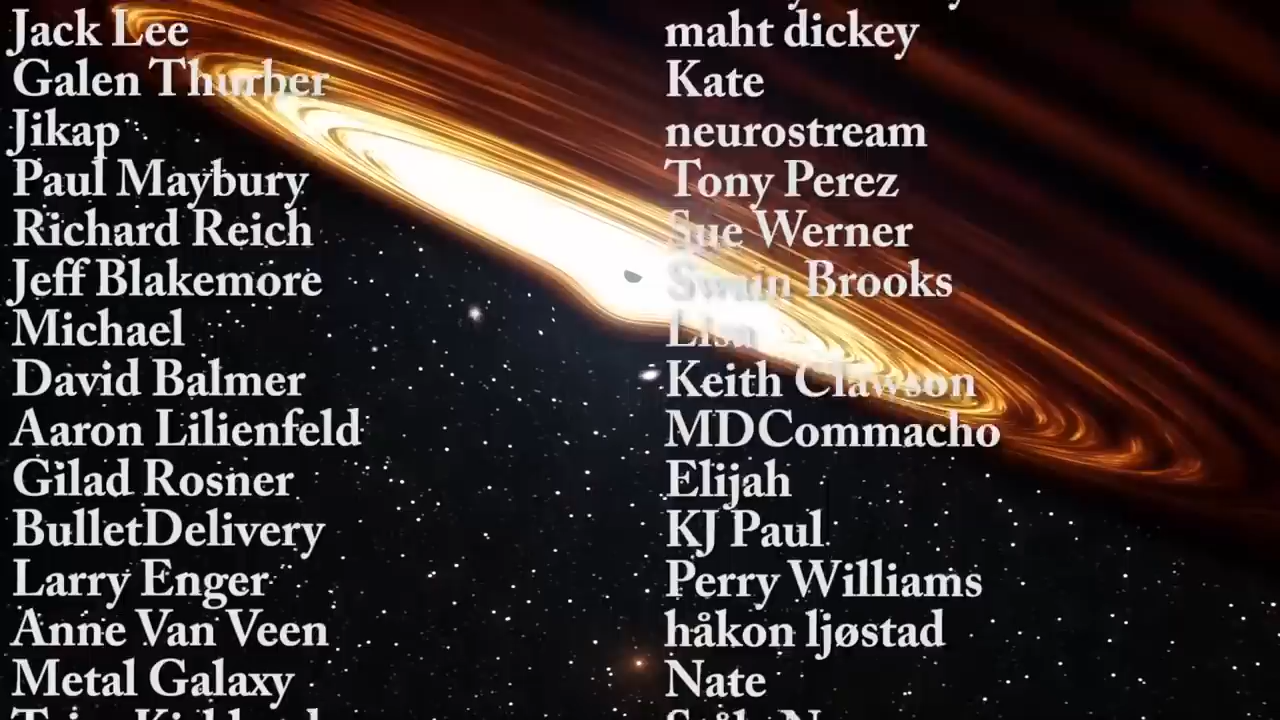 Jack Lee
Galen Thurber
Jikap
Paul Maybury
Richard Reich
Jeff Blakemore
Michael
David Balmer
Aaron Lilienfeld
Gilad Rosner
BulletDelivery
Larry Enger
Anne Van Veen
Metal Galaxy
maht dickey
Kate
neurostream
Tony Perez
Sue Werner
Swain Brooks
Lisa
Keith Clawson
MDCommacho
Elijah
KJ Paul
Perry Williams
håkon ljøstad
Nate